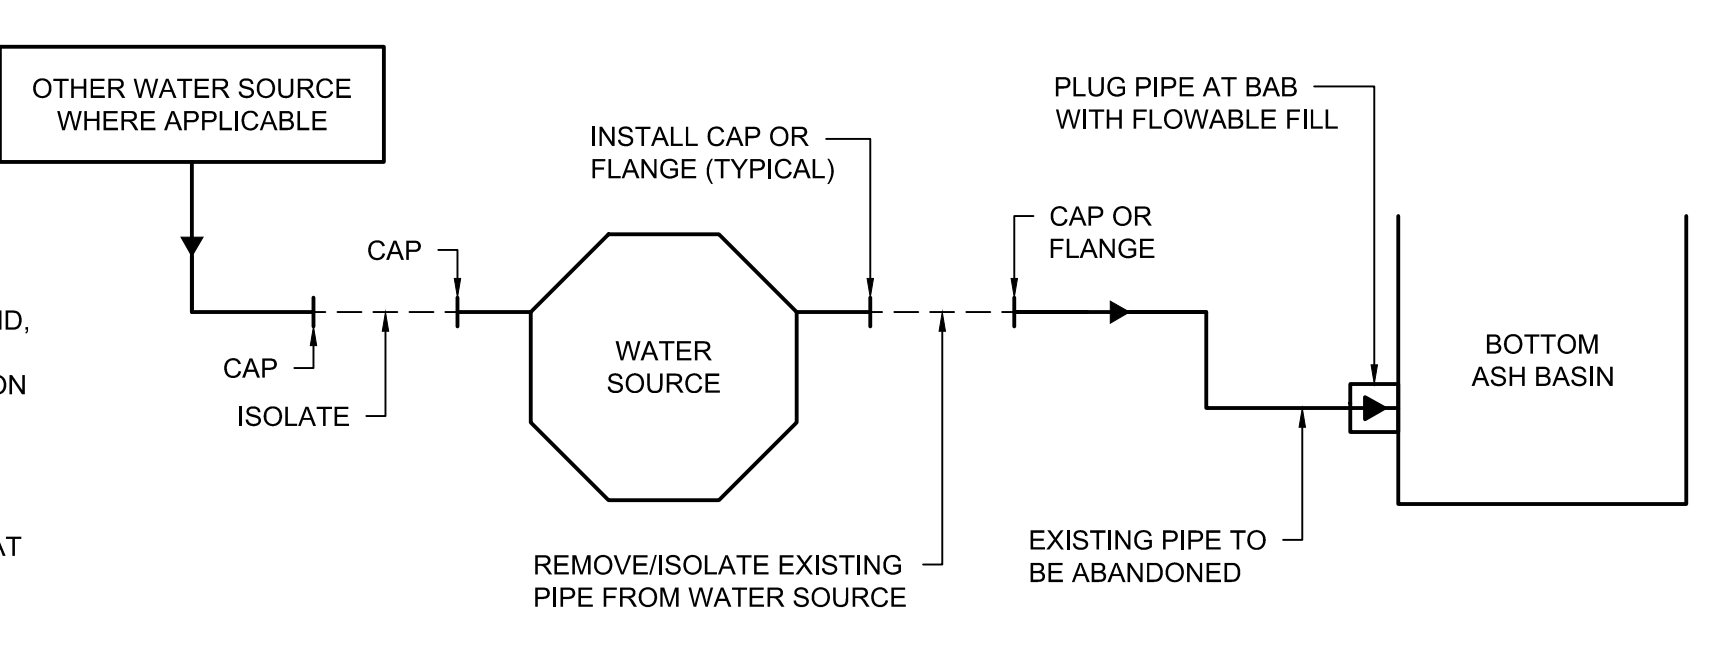 OTHER WATER SOURCE
WHERE APPLICABLE
PLUG PIPE AT BAB
WITH FLOWABLE FILL
INSTALL CAP OR
FLANGE (TYPICAL)
CAP OR
FLANGE
CAP
CAP
ISOLATE
WATER
SOURCE
BOTTOM
ASH BASIN
REMOVE/ISOLATE EXISTING
PIPE FROM WATER SOURCE
EXISTING PIPE TO
BE ABANDONED